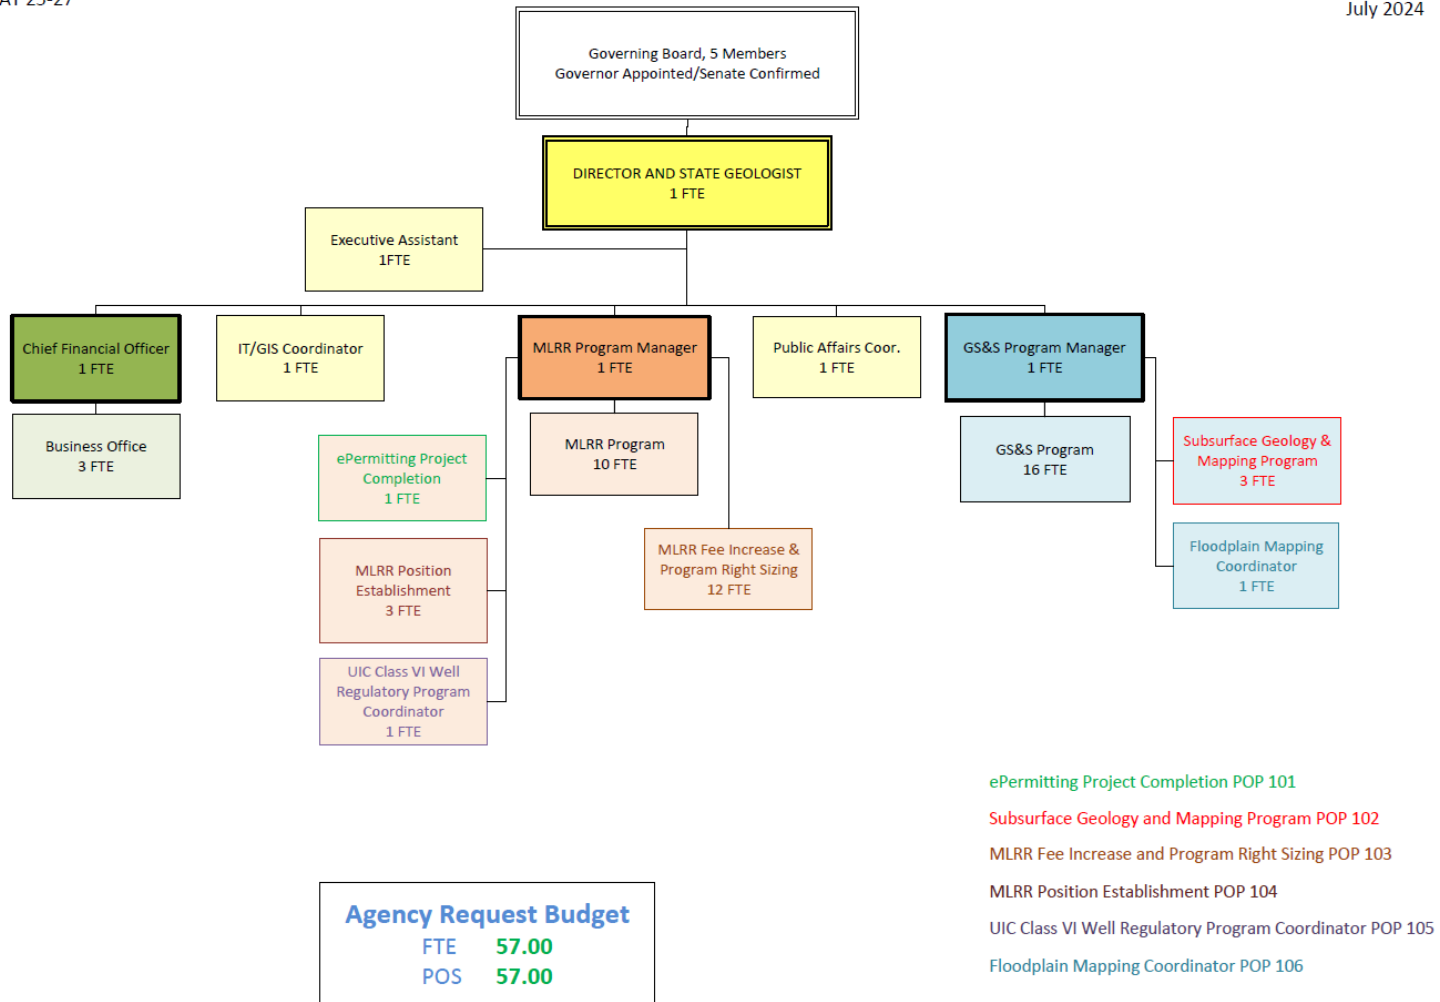 25-27
July 2024
Governing Board, 5 Members
Governor Appointed/Senate Confirmed
DIRECTOR AND STATE GEOLOGIST
1 FTE
Executive Assistant
1FTE
Chief Financial Officer
1 FTE
IT/GIS Coordinator
1 FTE
MLRR Program Manager
1 FTE
Public Affairs Coor.
1 FTE
GS&S Program Manager
1 FTE
Business Office
3 FTE
ePermitting Project
Completion
1 FTE
MLRR Program
10 FTE
GS&S Program
16 FTE
Subsurface Geology &
Mapping Program
3 FTE
MLRR Position
Establishment
3 FTE
MLRR Fee Increase &
Program Right Sizing
12 FTE
Floodplain Mapping
Coordinator
1 FTE
UIC Class VI Well
Regulatory Program
Coordinator
1 FTE
ePermitting Project Completion POP 101
Subsurface Geology and Mapping Program POP 102
MLRR Fee Increase and Program Right Sizing POP 103
MLRR Position Establishment POP 104
UIC Class VI Well Regulatory Program Coordinator POP 105
Floodplain Mapping Coordinator POP 106
Agency Request Budget
FTE 57.00
POS 57.00